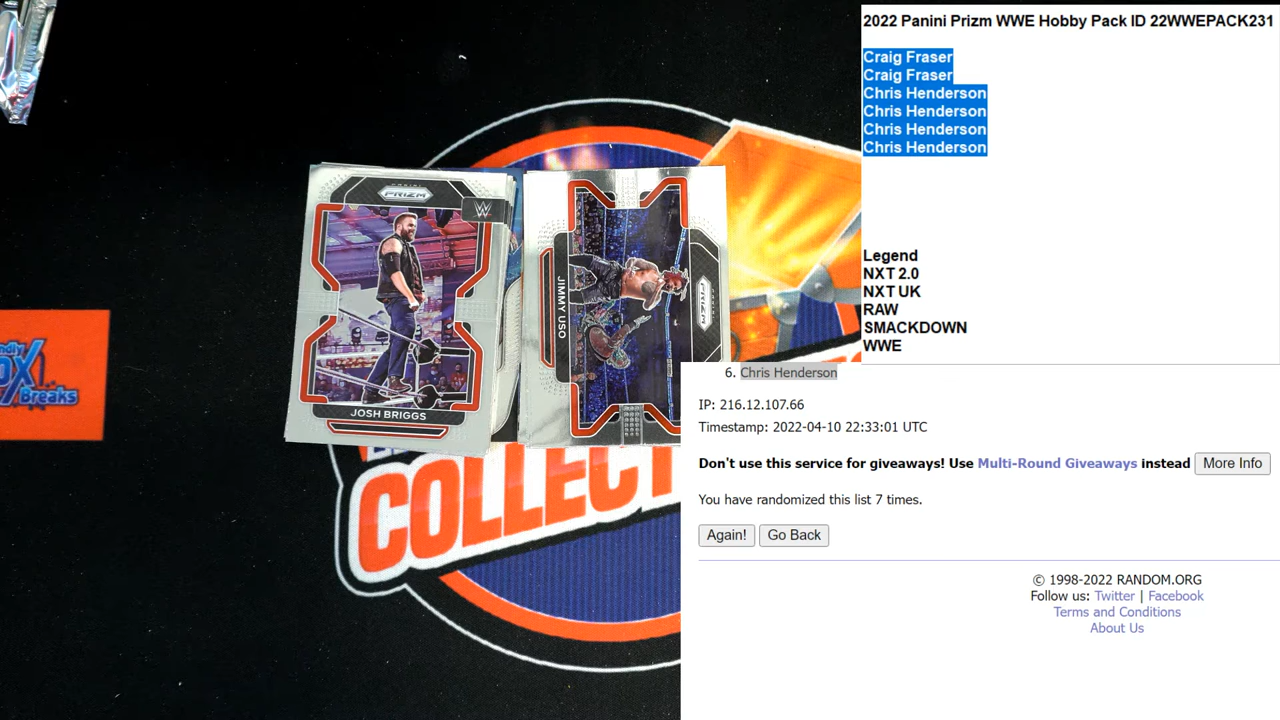 2022 Panini Prizm WWE Hobby Pack ID 22WWEPACK231
Craig Fraser
Craig Fraser
Chris Henderson
Chris Henderson
Chris Henderson
Chris Henderson
Legend
NXT 2.0
NXT UK
RAW
SMACKDOWN
WWE
6. Chris Henderson
IP: 216.12.107.66
Timestamp: 2022-04-10 22:33:01 UTC
Don't use this service for giveaways! Use Multi-Round Giveaways instead More Info
You have randomized this list 7 times.
Again! Go Back
© 1998-2022 RANDOM.ORG
Follow us: Twitter | Facebook
Terms and Conditions
About Us
PANINI
PRIZM
W
JOSH BRIGGS
JIMMY USO
PRIZM
Breaks
COLLECT